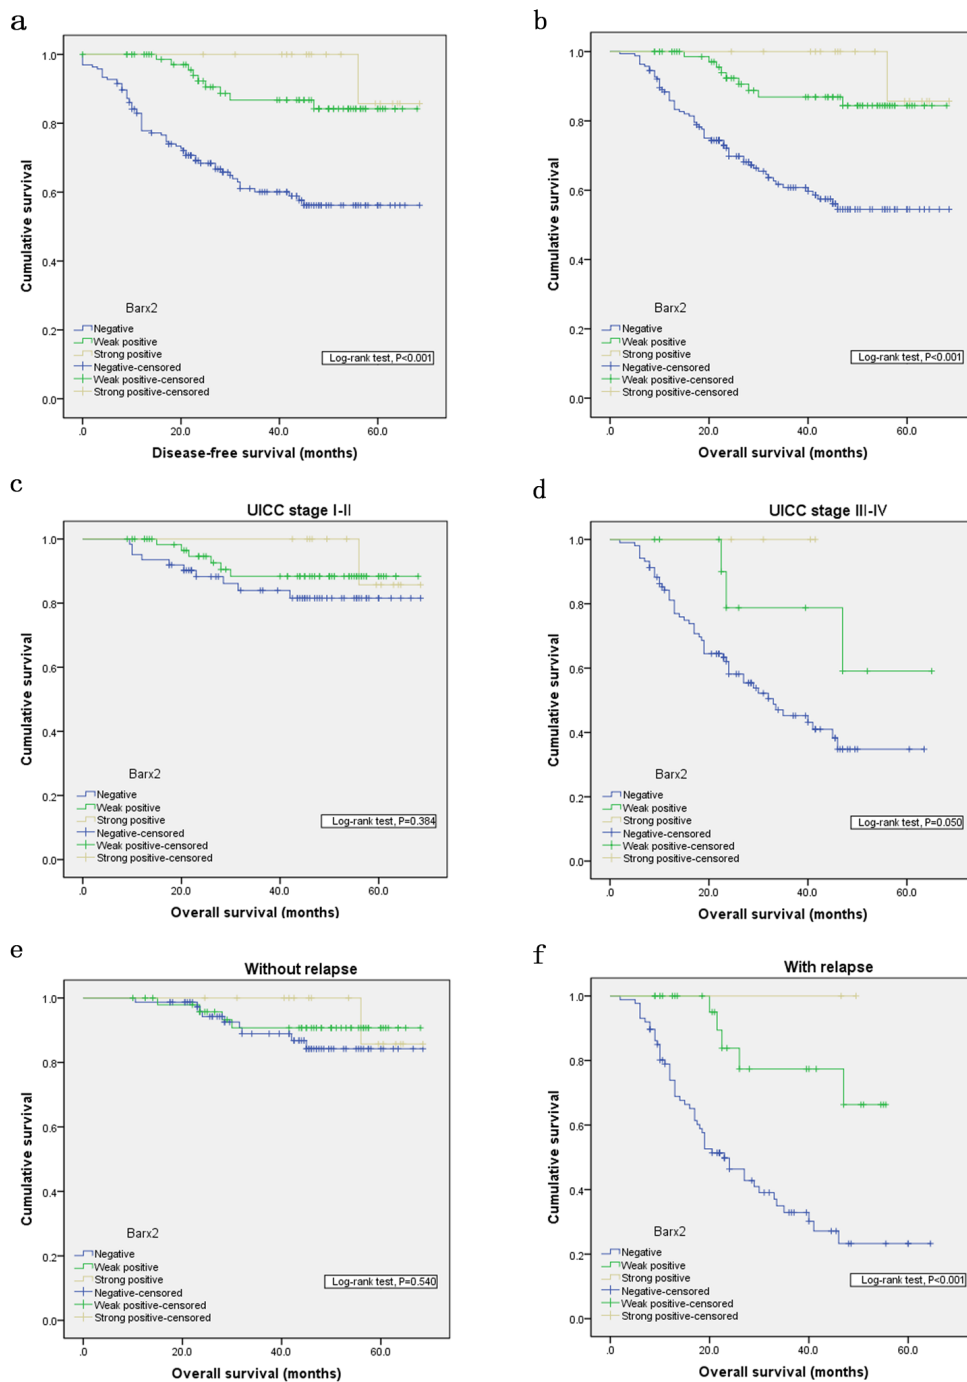 a
1.0
0.8
0.6
0.4
0.2
0.0
Cumulative survival
Barx2
Negative
Weak positive
Strong positive
Negative-censored
Weak positive-censored
Strong positive-censored
Log-rank test, P<0.001
.0 20.0 40.0 60.0
Disease-free survival (months)
b
1.0
0.8
0.6
0.4
0.2
0.0
Cumulative survival
Barx2
Negative
Weak positive
Strong positive
Negative-censored
Weak positive-censored
Strong positive-censored
Log-rank test, P<0.001
.0 20.0 40.0 60.0
Overall survival (months)
c
UICC stage I-II
1.0
0.8
0.6
0.4
0.2
0.0
Cumulative survival
Barx2
Negative
Weak positive
Strong positive
Negative-censored
Weak positive-censored
Strong positive-censored
Log-rank test, P=0.384
.0 20.0 40.0 60.0
Overall survival (months)
d
UICC stage III-IV
1.0
0.8
0.6
0.4
0.2
0.0
Cumulative survival
Barx2
Negative
Weak positive
Strong positive
Negative-censored
Weak positive-censored
Strong positive-censored
Log-rank test, P=0.050
.0 20.0 40.0 60.0
Overall survival (months)
e
Without relapse
1.0
0.8
0.6
0.4
0.2
0.0
Cumulative survival
Barx2
Negative
Weak positive
Strong positive
Negative-censored
Weak positive-censored
Strong positive-censored
Log-rank test, P=0.540
.0 20.0 40.0 60.0
Overall survival (months)
f
With relapse
1.0
0.8
0.6
0.4
0.2
0.0
Cumulative survival
Barx2
Negative
Weak positive
Strong positive
Negative-censored
Weak positive-censored
Strong positive-censored
Log-rank test, P<0.001
.0 20.0 40.0 60.0
Overall survival (months)